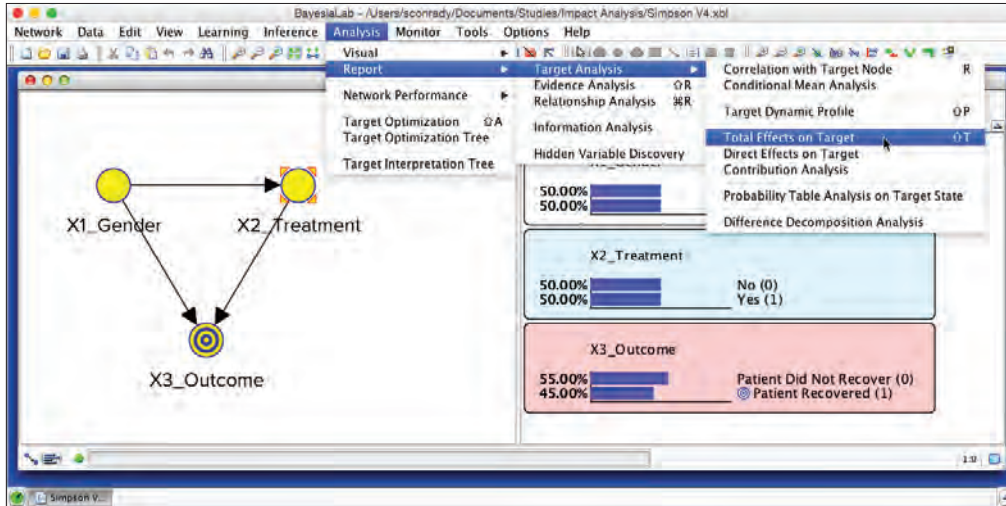 BayesiaLab - /Users/sconrady/Documents/Studies/Impact Analysis/Simpson V4.xbl
Network Data Edit View Learning Inference Analysis Monitor Tools Options Help
Visual
Report
Network Performance
Target Optimization ⇧A
Target Optimization Tree
Target Interpretation Tree
Target Analysis
Evidence Analysis ⇧R
Relationship Analysis ⌘R
Information Analysis
Hidden Variable Discovery
Correlation with Target Node R
Conditional Mean Analysis
Target Dynamic Profile ⇧P
Total Effects on Target ⇧T
Direct Effects on Target
Contribution Analysis
Probability Table Analysis on Target State
Difference Decomposition Analysis
X1_Gender
X2_Treatment
X3_Outcome
50.00%
50.00%
X2_Treatment
50.00% No (0)
50.00% Yes (1)
X3_Outcome
55.00% Patient Did Not Recover (0)
45.00% Patient Recovered (1)
Simpson V...